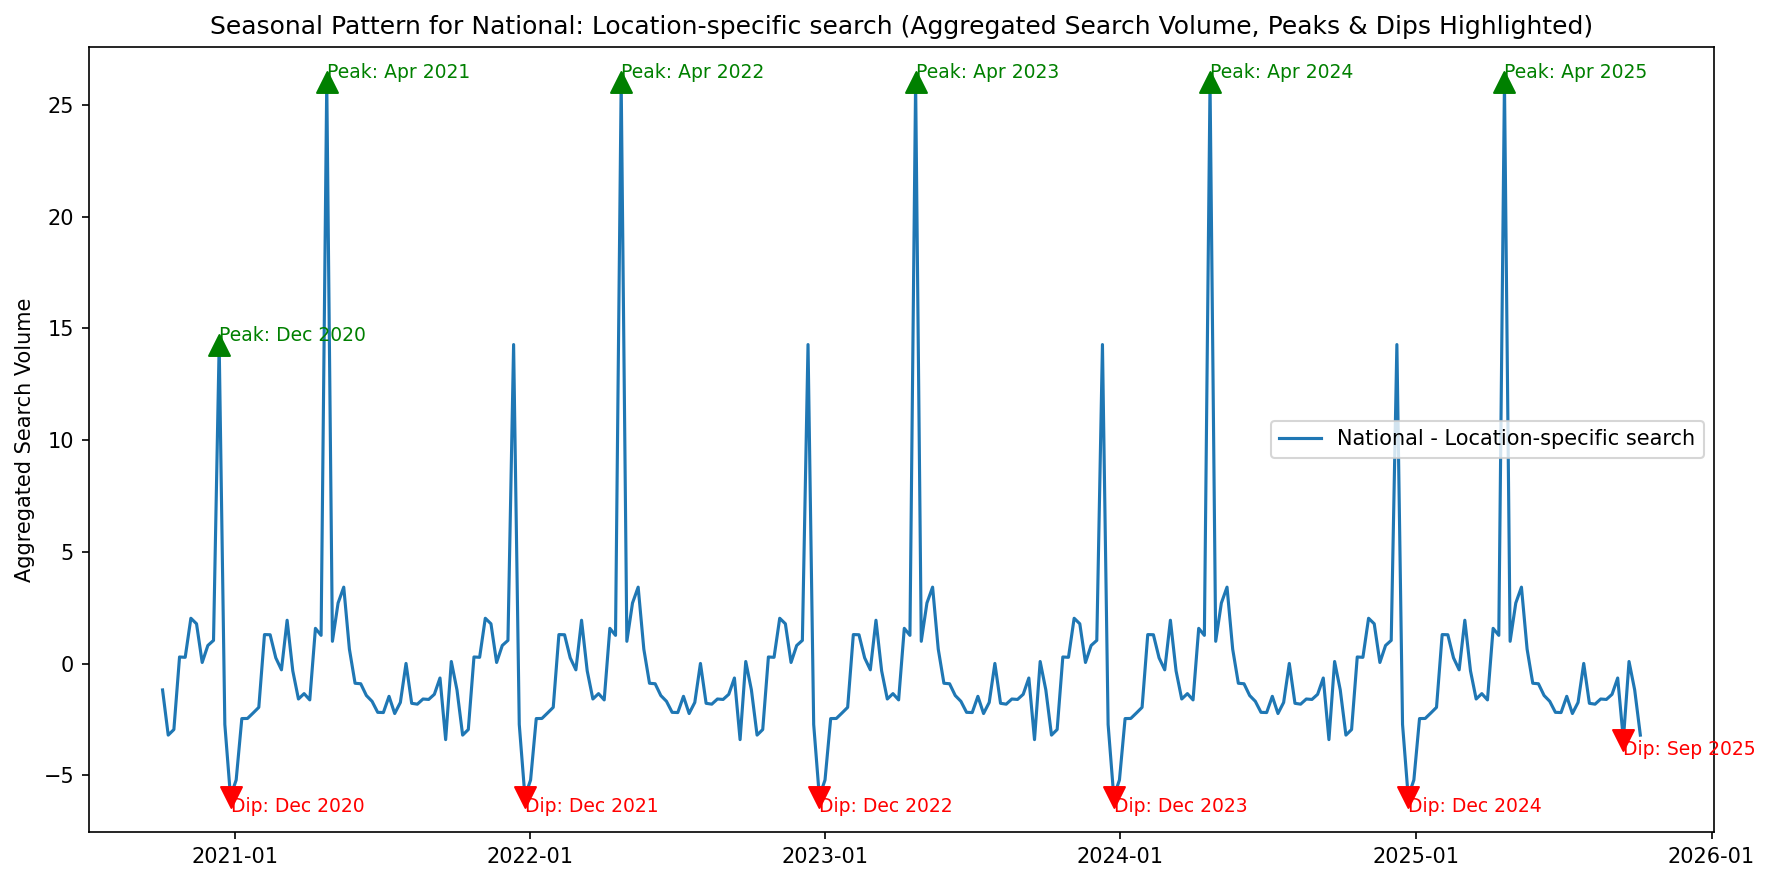 Seasonal Pattern for National: Location-specific search (Aggregated Search Volume, Peaks & Dips Highlighted)
Aggregated Search Volume
25
20
15
10
5
0
−5
Peak: Apr 2021
Peak: Apr 2022
Peak: Apr 2023
Peak: Apr 2024
Peak: Apr 2025
Peak: Dec 2020
National - Location-specific search
Dip: Sep 2025
Dip: Dec 2020
Dip: Dec 2021
Dip: Dec 2022
Dip: Dec 2023
Dip: Dec 2024
2021-01
2022-01
2023-01
2024-01
2025-01
2026-01